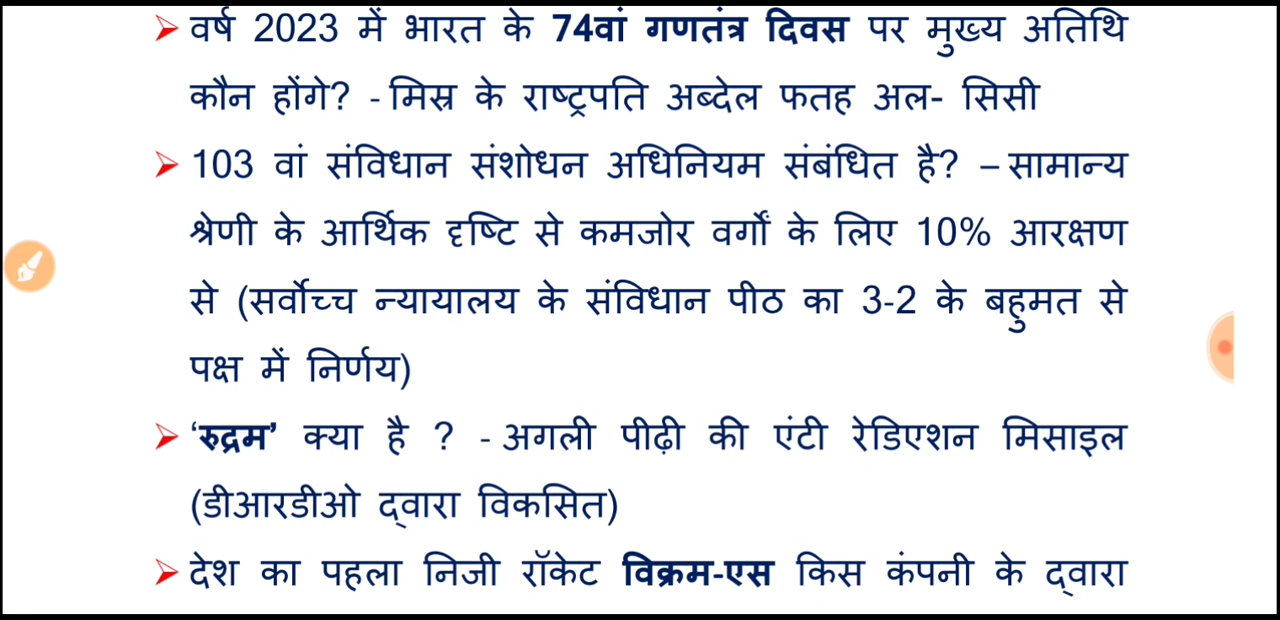 ➢ वर्ष 2023 में भारत के 74वां गणतंत्र दिवस पर मुख्य अतिथि
कौन होंगे? - मिस्र के राष्ट्रपति अब्देल फतह अल- सिसी
➢ 103 वां संविधान संशोधन अधिनियम संबंधित है? – सामान्य
श्रेणी के आर्थिक दृष्टि से कमजोर वर्गों के लिए 10% आरक्षण
से (सर्वोच्च न्यायालय के संविधान पीठ का 3-2 के बहुमत से
पक्ष में निर्णय)
➢ ‘रुद्रम’ क्या है ? - अगली पीढ़ी की एंटी रेडिएशन मिसाइल
(डीआरडीओ द्वारा विकसित)
➢ देश का पहला निजी रॉकेट विक्रम-एस किस कंपनी के द्वारा